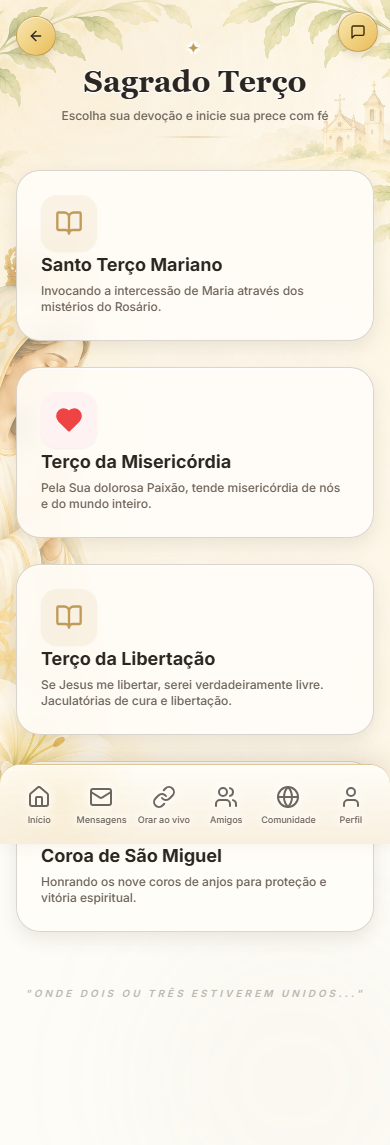 Sagrado Terço
Escolha sua devoção e inicie sua prece com fé
Santo Terço Mariano
Invocando a intercessão de Maria através dos
mistérios do Rosário.
Terço da Misericórdia
Pela Sua dolorosa Paixão, tende misericórdia de nós
e do mundo inteiro.
Terço da Libertação
Se Jesus me libertar, serei verdadeiramente livre.
Jaculatórias de cura e libertação.
Início Mensagens Orar ao vivo Amigos Comunidade Perfil
Coroa de São Miguel
Honrando os nove coros de anjos para proteção e
vitória espiritual.
"ONDE DOIS OU TRÊS ESTIVEREM UNIDOS..."